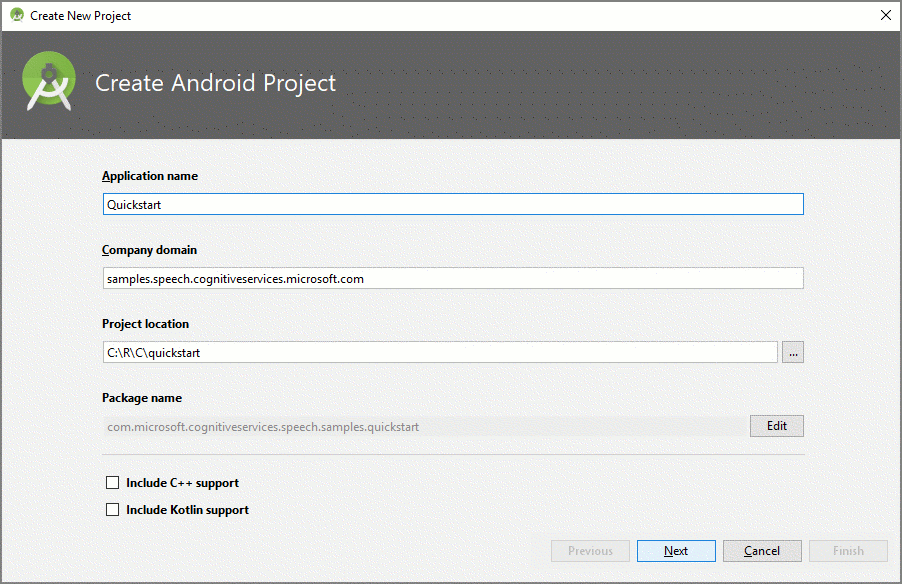 Create New Project
Create Android Project
Application name
Quickstart
Company domain
samples.speech.cognitiveservices.microsoft.com
Project location
C:\R\C\quickstart
...
Package name
com.microsoft.cognitiveservices.speech.samples.quickstart
Edit
Include C++ support
Include Kotlin support
Previous Next Cancel Finish